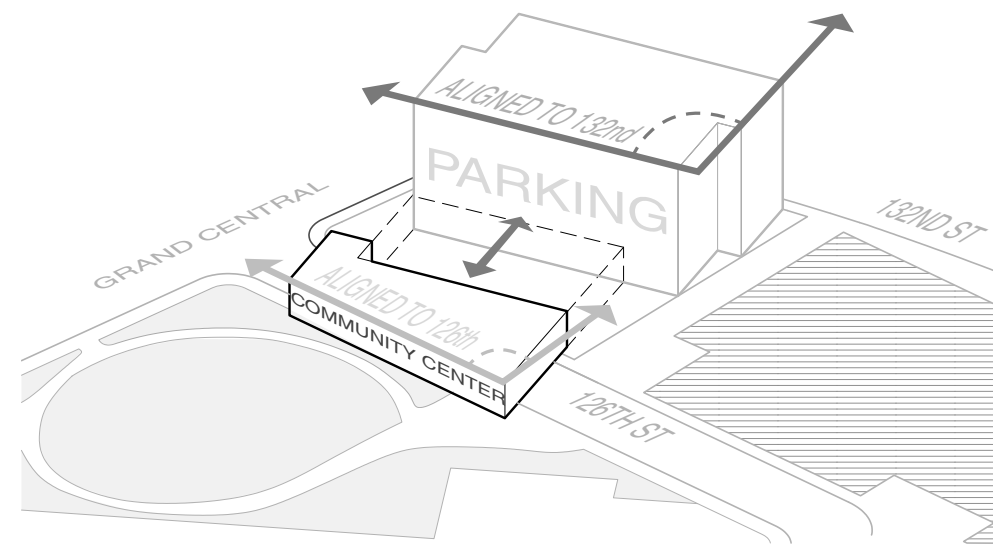 ALIGNED TO 132nd
PARKING
GRAND CENTRAL
132ND ST
ALIGNED TO 126th
COMMUNITY CENTER
126TH ST